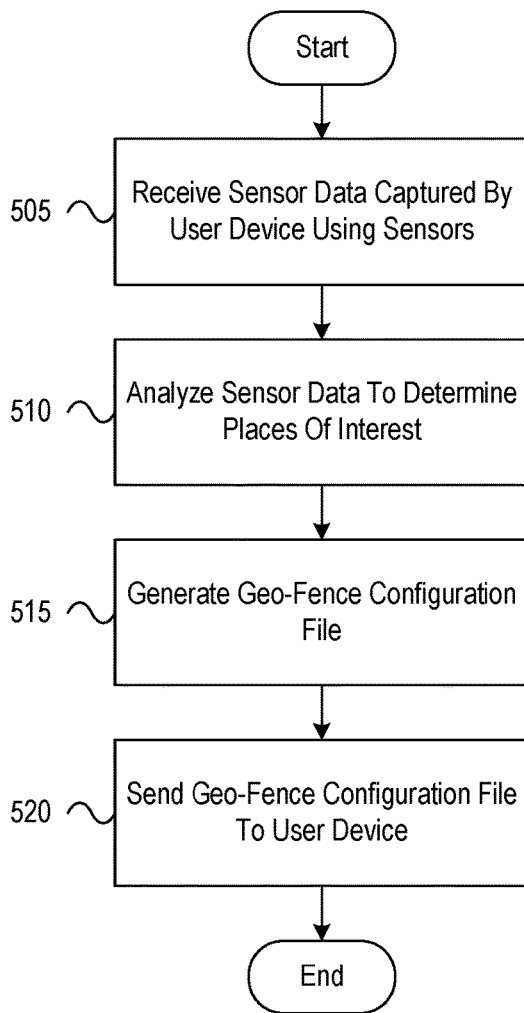 Start
505
Receive Sensor Data Captured By
User Device Using Sensors
510
Analyze Sensor Data To Determine
Places Of Interest
515
Generate Geo-Fence Configuration
File
520
Send Geo-Fence Configuration File
To User Device
End